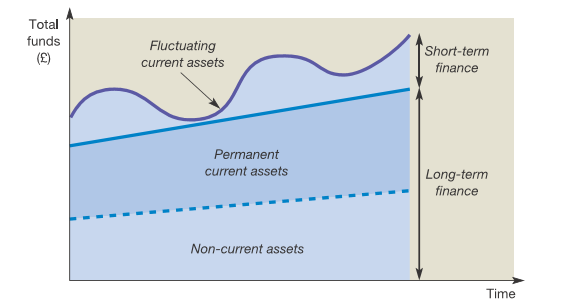 Total
funds
(£)
Fluctuating
current assets
Short-term
finance
Permanent
current assets
Long-term
finance
Non-current assets
Time